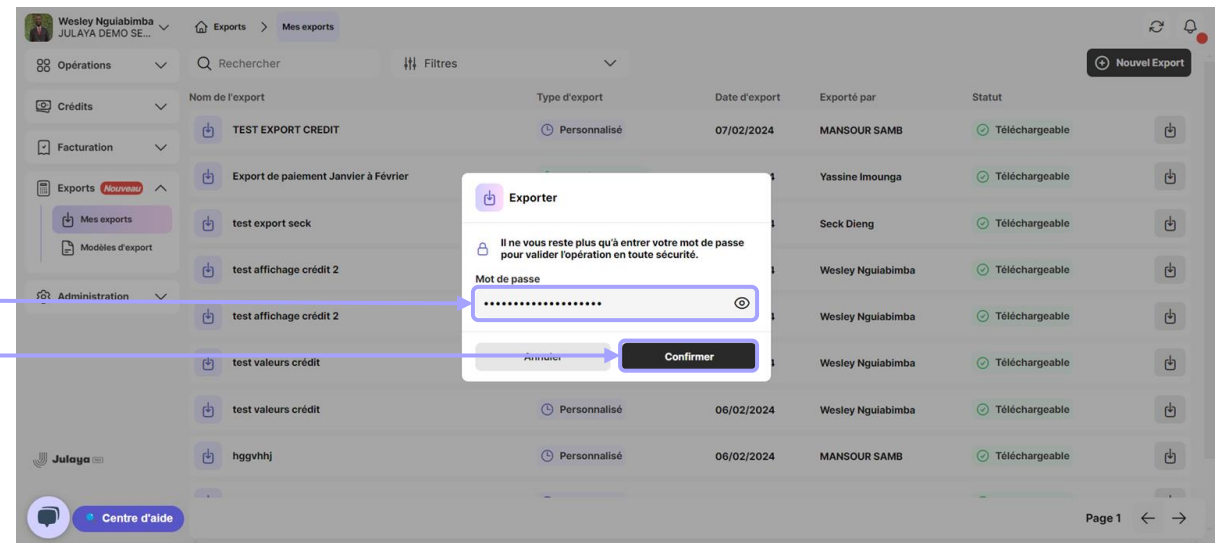 Wesley Nguiabimba
JULAYA DEMO SE...
Exports > Mes exports
Opérations
Rechercher
Filtres
Nouvel Export
Crédits
Facturation
Exports Nouveau
Mes exports
Modèles d'export
Administration
Nom de l'export Type d'export Date d'export Exporté par Statut
TEST EXPORT CREDIT Personnalisé 07/02/2024 MANSOUR SAMB Téléchargeable
Export de paiement Janvier à Février Yassine Imounga Téléchargeable
test export seck Seck Dieng Téléchargeable
test affichage crédit 2 Wesley Nguiabimba Téléchargeable
test affichage crédit 2 Wesley Nguiabimba Téléchargeable
test valeurs crédit Wesley Nguiabimba Téléchargeable
test valeurs crédit Personnalisé 06/02/2024 Wesley Nguiabimba Téléchargeable
hggvhhj Personnalisé 06/02/2024 MANSOUR SAMB Téléchargeable
Exporter
Il ne vous reste plus qu'à entrer votre mot de passe
pour valider l'opération en toute sécurité.
Mot de passe
••••••••••••••••••••
Annuler
Confirmer
Julaya
Centre d'aide
Page 1